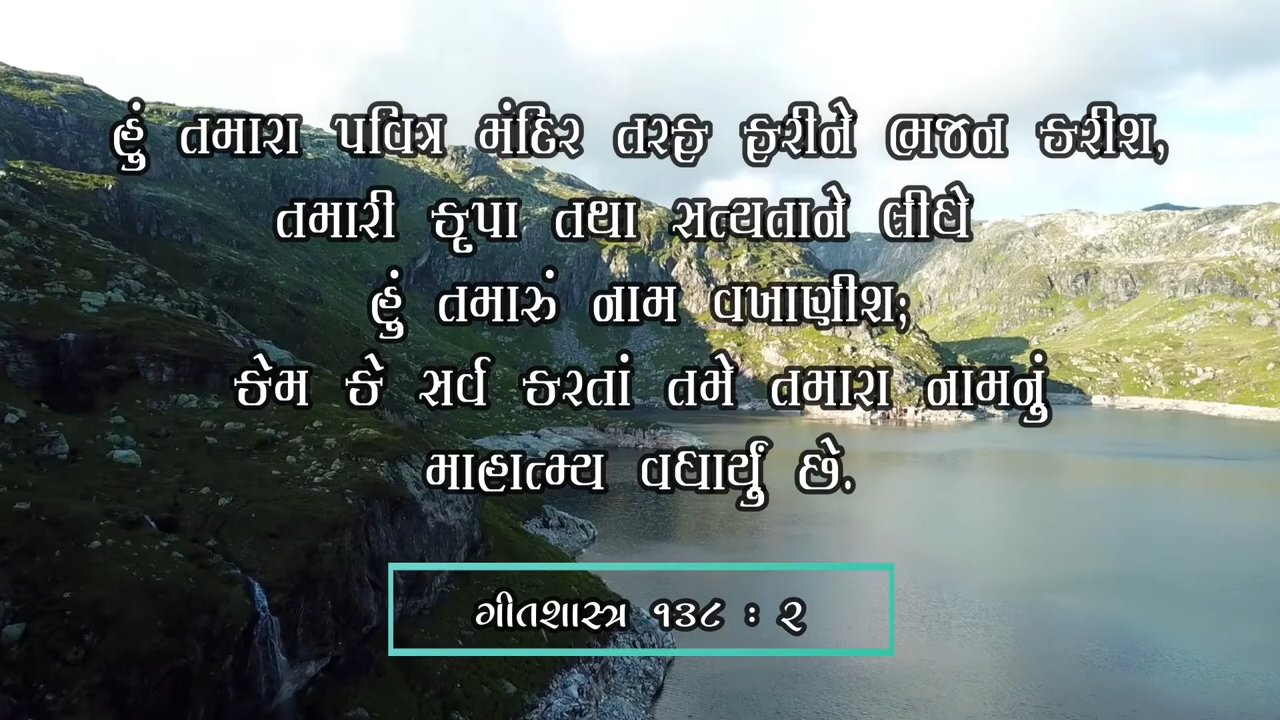 હું તમારા પવિત્ર મંદિર તરફ ફરીને ભજન કરીશ,
તમારી કૃપા તથા સત્યતાને લીધે
હું તમારું નામ વખાણીશ;
કેમ કે સર્વ કરતાં તમે તમારા નામનું
માહાત્મ્ય વધાર્યું છે.
ગીતશાસ્ત્ર ૧૩૮ : ૨